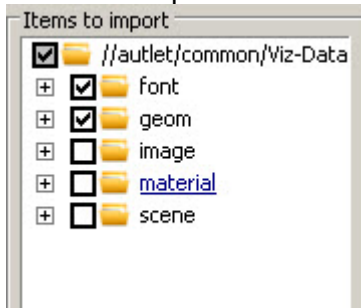 Items to import
//autlet/common/Viz-Data
font
geom
image
material
scene